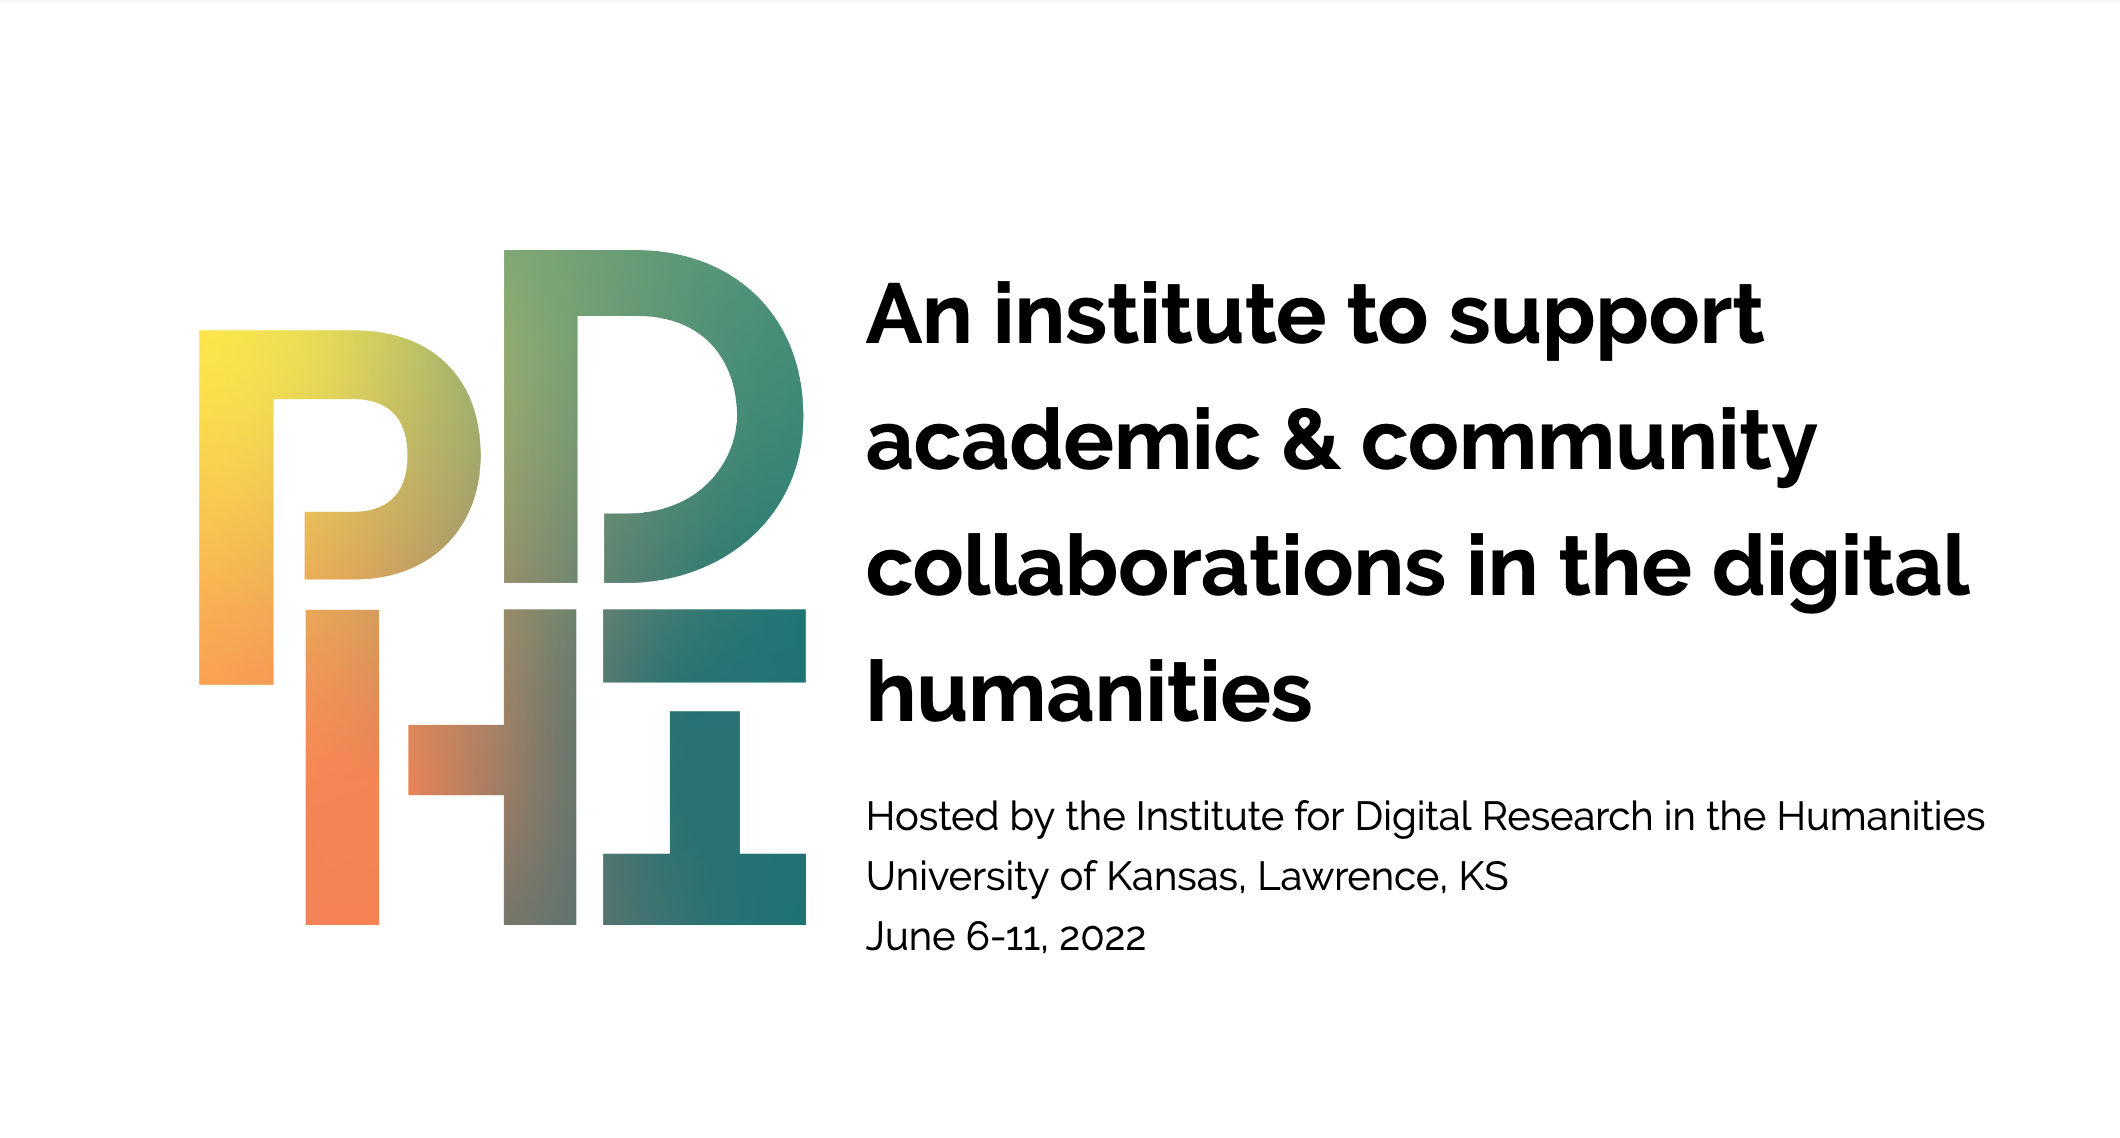 PD
HI
An institute to support
academic & community
collaborations in the digital
humanities
Hosted by the Institute for Digital Research in the Humanities
University of Kansas, Lawrence, KS
June 6-11, 2022